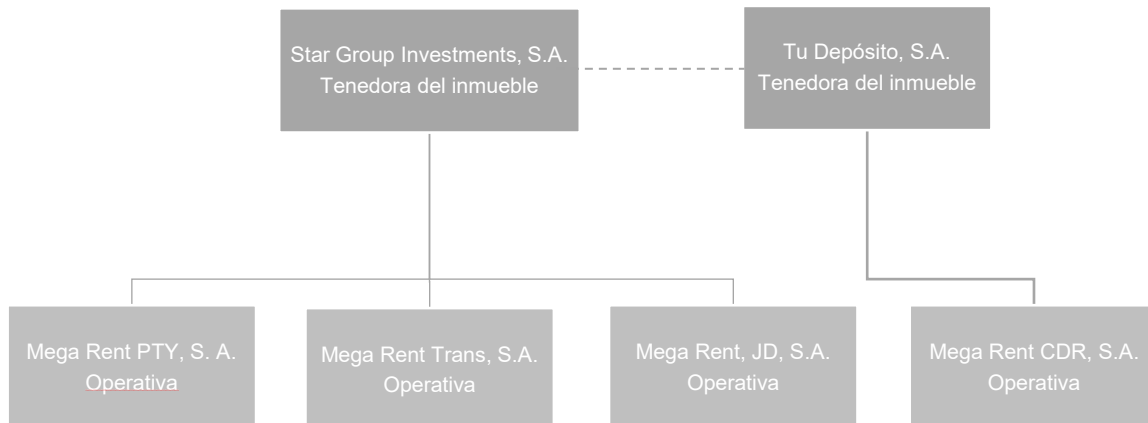 Star Group Investments, S.A.
Tenedora del inmueble
Tu Depósito, S.A.
Tenedora del inmueble
Mega Rent PTY, S. A.
Operativa
Mega Rent Trans, S.A.
Operativa
Mega Rent, JD, S.A.
Operativa
Mega Rent CDR, S.A.
Operativa